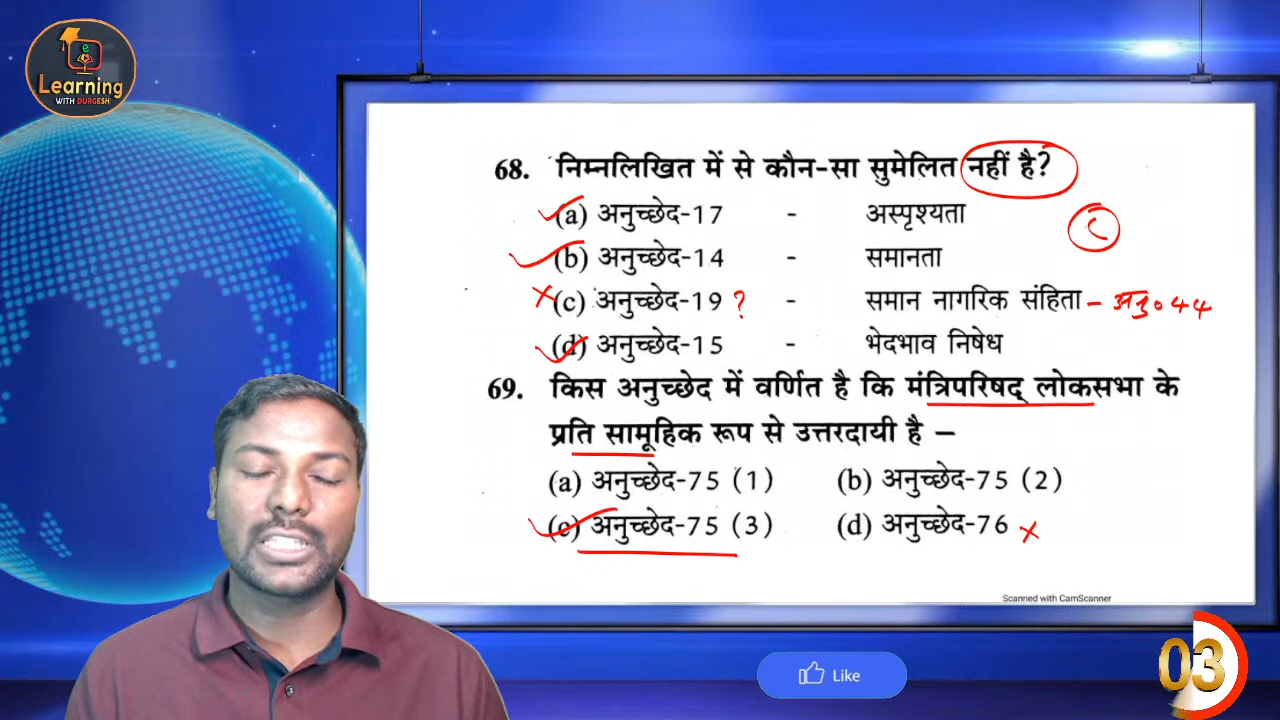 e
Learning
WITH DURGESH
68. निम्नलिखित में से कौन-सा सुमेलित नहीं है?
(a) अनुच्छेद-17 - अस्पृश्यता
(b) अनुच्छेद-14 - समानता
(c) अनुच्छेद-19 ? - समान नागरिक संहिता - अनु० 44
(d) अनुच्छेद-15 - भेदभाव निषेध
69. किस अनुच्छेद में वर्णित है कि मंत्रिपरिषद् लोकसभा के
प्रति सामूहिक रूप से उत्तरदायी है –
(a) अनुच्छेद-75 (1) (b) अनुच्छेद-75 (2)
(c) अनुच्छेद-75 (3) (d) अनुच्छेद-76
Scanned with CamScanner
03
Like